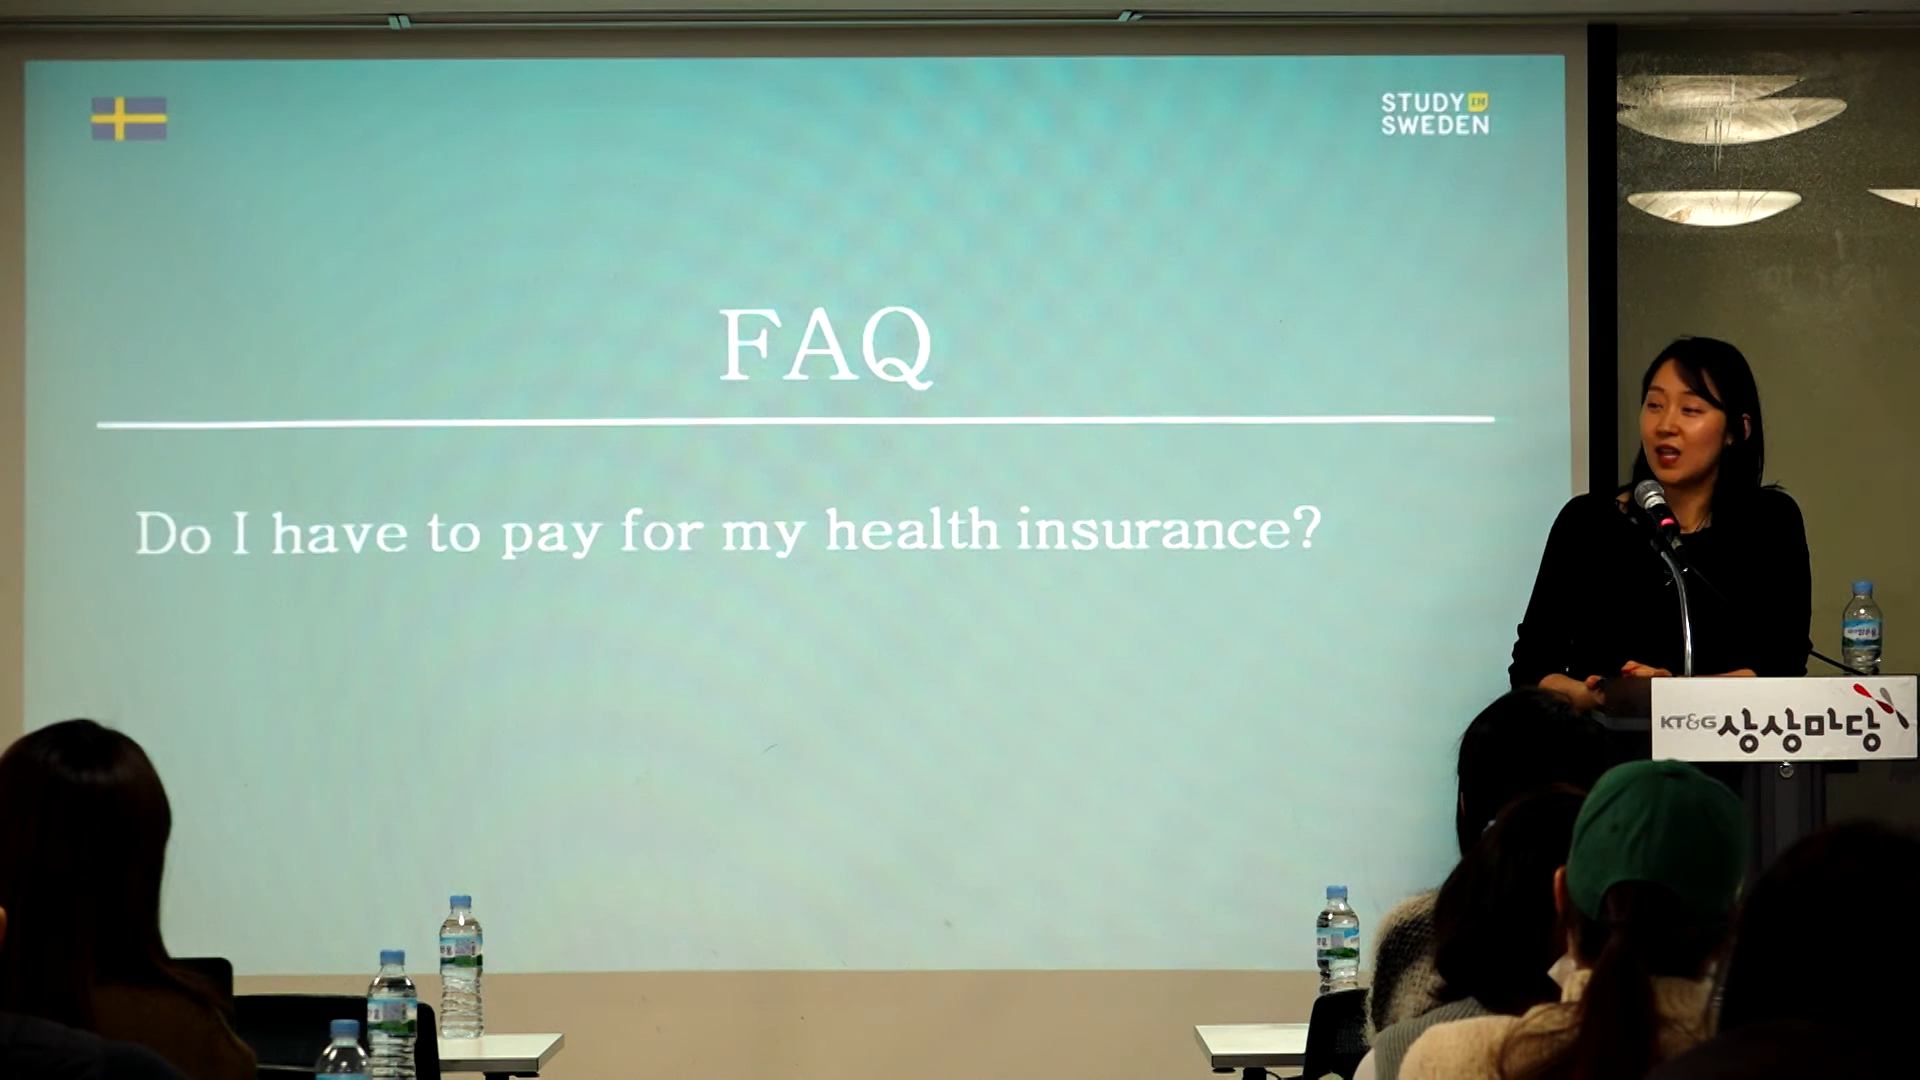 STUDY IN
SWEDEN
FAQ
Do I have to pay for my health insurance?
KT&G 상상마당